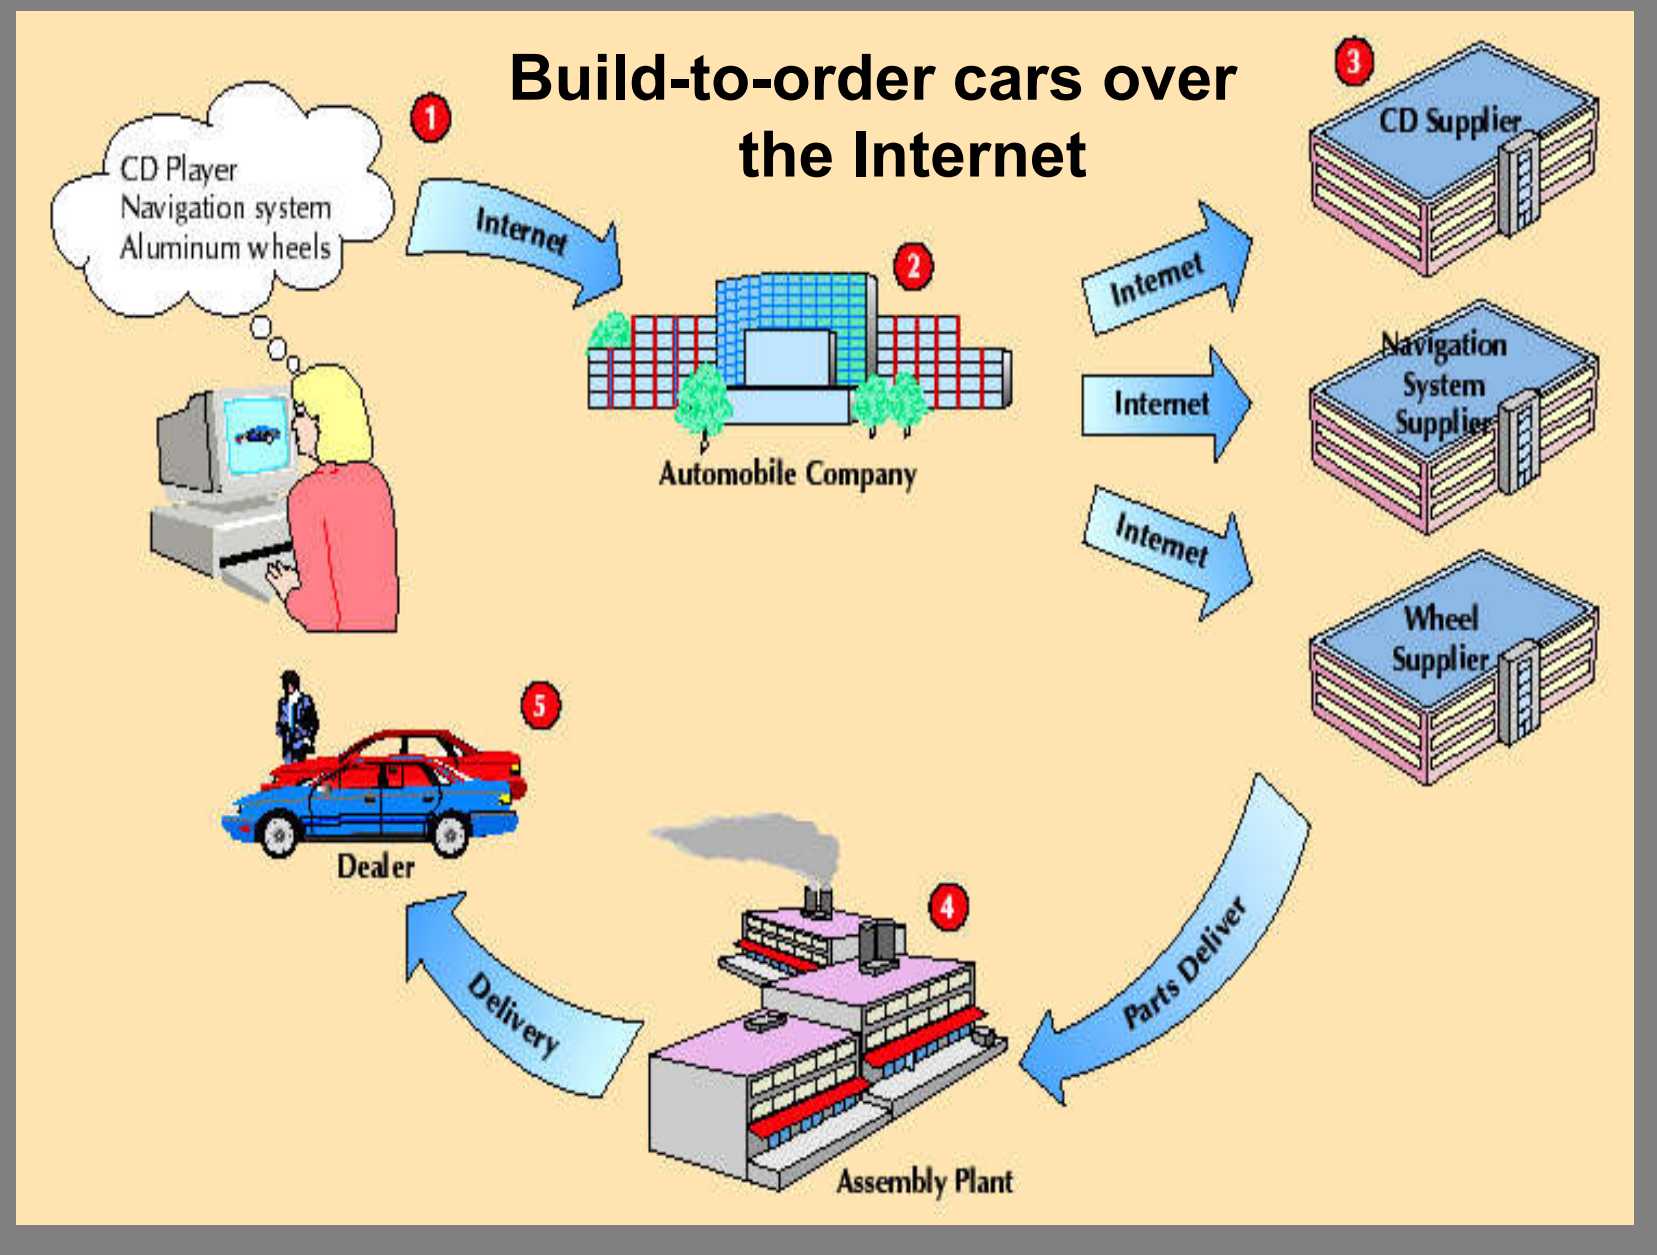 Build-to-order cars over
the Internet
1
CD Player
Navigation system
Aluminum wheels
Internet
2
Automobile Company
Internet
Internet
Internet
3
CD Supplier
Navigation
System
Supplier
Wheel
Supplier
Parts Deliver
4
Assembly Plant
Delivery
5
Dealer